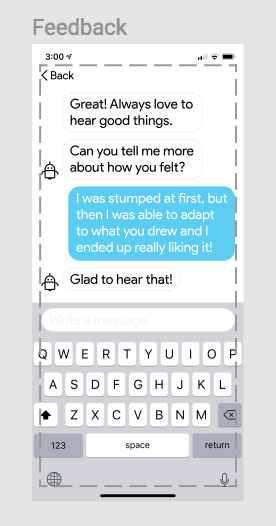 Feedback
3:00
Back
Great! Always love to
hear good things.
Can you tell me more
about how you felt?
I was stumped at first, but
then I was able to adapt
to what you drew and I
ended up really liking it!
Glad to hear that!
Write a message.
Q W E R T Y U I O P
A S D F G H J K L
Z X C V B N M
123 space return